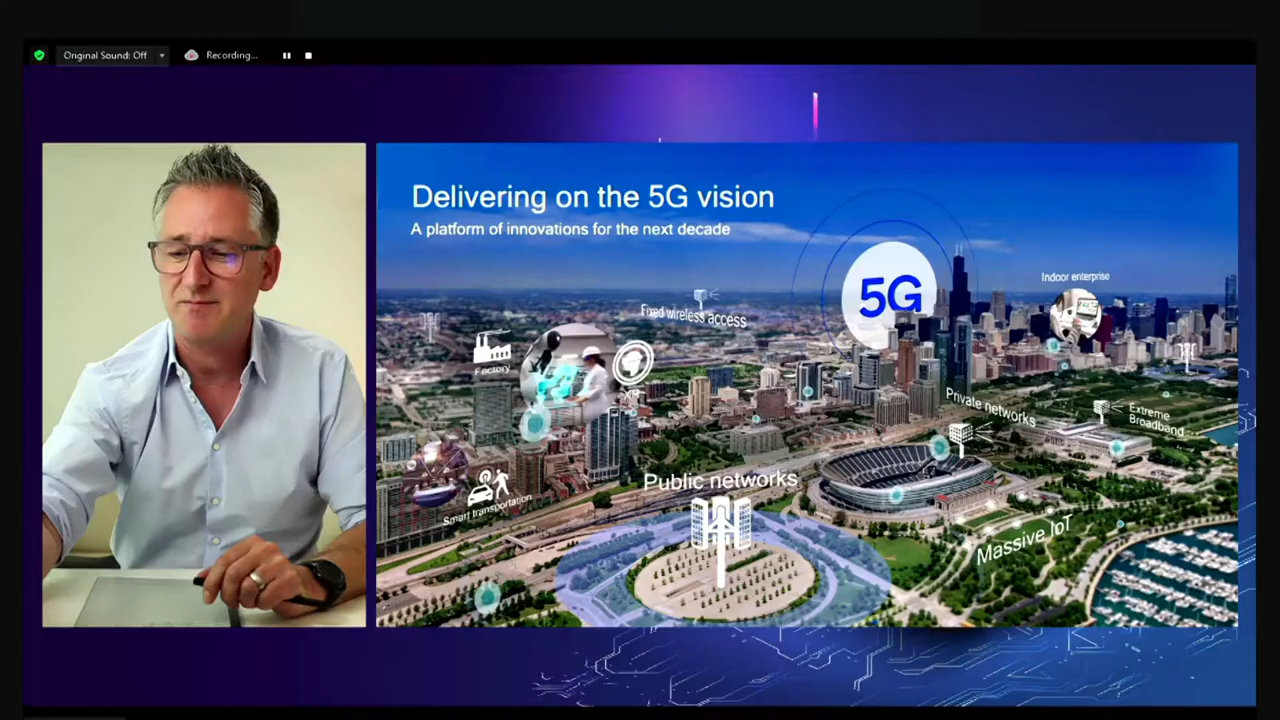 Original Sound: Off
Recording...
Delivering on the 5G vision
A platform of innovations for the next decade
5G
Indoor enterprise
Fixed wireless access
Factory
XR
Private networks
Extreme
Broadband
Public networks
Smart transportation
Massive IoT